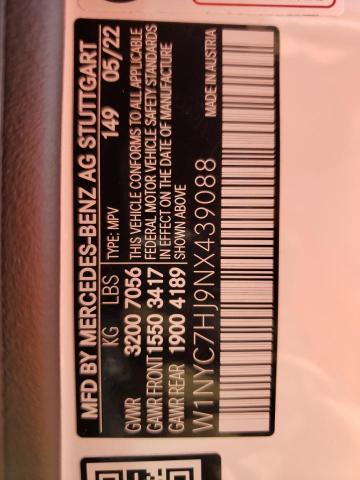 MFD BY MERCEDES-BENZ AG STUTTGART
KG LBS TYPE: MPV 149 05/22
GVWR 3200 7056 THIS VEHICLE CONFORMS TO ALL APPLICABLE
GAWR FRONT 1550 3417 FEDERAL MOTOR VEHICLE SAFETY STANDARDS
GAWR REAR 1900 4189 IN EFFECT ON THE DATE OF MANUFACTURE
SHOWN ABOVE
W1NYC7HJ9NX439088 MADE IN AUSTRIA